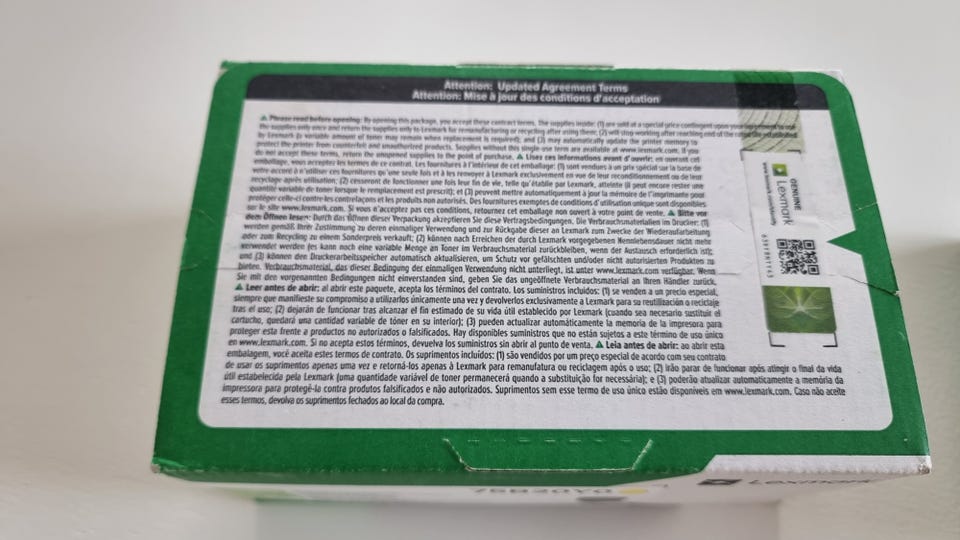 Attention: Updated Agreement Terms
Attention: Mise à jour des conditions d'acceptation
Please read before opening: By opening this package, you accept these contract terms. The supplies inside: (1) are sold at a special price contingent upon your agreement to use
the supplies only once and return the supplies only to Lexmark for remanufacturing or recycling after using them; (2) will stop working after reaching end of the rated life established
by Lexmark (a variable amount of toner may remain when replacement is required); and (3) may automatically update the printer memory to
protect the printer from counterfeit and unauthorized products. Supplies without this single-use term are available at www.lexmark.com. If you
do not accept these terms, return the unopened supplies to the point of purchase. Lisez ces informations avant d'ouvrir: en ouvrant cet
emballage, vous acceptez les termes de ce contrat. Les fournitures à l'intérieur de cet emballage: (1) sont vendues à un prix spécial sur la base de
votre accord à n'utiliser ces fournitures qu'une seule fois et à les renvoyer à Lexmark exclusivement en vue de leur reconditionnement ou de leur
recyclage après utilisation; (2) cesseront de fonctionner une fois leur fin de vie, telle qu'établie par Lexmark, atteinte (il peut encore rester une
quantité variable de toner lorsque le remplacement est prescrit); et (3) peuvent mettre automatiquement à jour la mémoire de l'imprimante pour
protéger celle-ci contre les contrefaçons et les produits non autorisés. Des fournitures exemptes de conditions d'utilisation unique sont disponibles
sur le site www.lexmark.com. Si vous n'acceptez pas ces conditions, retournez cet emballage non ouvert à votre point de vente. Bitte vor
dem Öffnen lesen: Durch das Öffnen dieser Verpackung akzeptieren Sie diese Vertragsbedingungen. Die Verbrauchsmaterialien im Drucker: (1)
werden gemäß Ihrer Zustimmung zu deren einmaliger Verwendung und zur Rückgabe dieser an Lexmark zum Zwecke der Wiederaufarbeitung
oder zum Recycling zu einem Sonderpreis verkauft; (2) können nach Erreichen der durch Lexmark vorgegebenen Nennlebensdauer nicht mehr
verwendet werden (es kann noch eine variable Menge an Toner im Verbrauchsmaterial zurückbleiben, wenn der Austausch erforderlich ist);
und (3) können den Druckerarbeitsspeicher automatisch aktualisieren, um Schutz vor gefälschten und/oder nicht autorisierten Produkten zu
bieten. Verbrauchsmaterial, das dieser Bedingung der einmaligen Verwendung nicht unterliegt, ist unter www.lexmark.com verfügbar. Wenn
Sie mit den vorgenannten Bedingungen nicht einverstanden sind, geben Sie das ungeöffnete Verbrauchsmaterial an Ihren Händler zurück.
Leer antes de abrir: al abrir este paquete, acepta los términos del contrato. Los suministros incluidos: (1) se venden a un precio especial,
siempre que manifieste su compromiso a utilizarlos únicamente una vez y devolverlos exclusivamente a Lexmark para su reutilización o reciclaje
tras su uso; (2) dejarán de funcionar tras alcanzar el fin estimado de su vida útil establecido por Lexmark (cuando sea necesario sustituir el
cartucho, quedará una cantidad variable de tóner en su interior); (3) pueden actualizar automáticamente la memoria de la impresora para
proteger esta frente a productos no autorizados o falsificados. Hay disponibles suministros que no están sujetos a este término de uso único
en www.lexmark.com. Si no acepta estos términos, devuelva los suministros sin abrir al punto de venta. Leia antes de abrir: ao abrir esta
embalagem, você aceita estes termos de contrato. Os suprimentos incluídos: (1) são vendidos por um preço especial de acordo com seu contrato
de usar os suprimentos apenas uma vez e retorná-los apenas à Lexmark para remanufatura ou reciclagem após o uso; (2) irão parar de funcionar após atingir o final da vida
útil estabelecida pela Lexmark (uma quantidade variável de toner permanecerá quando a substituição for necessária); e (3) poderão atualizar automaticamente a memória da
impressora para protegê-la contra produtos falsificados e não autorizados. Suprimentos sem esse termo de uso único estão disponíveis em www.lexmark.com. Caso não aceite
esses termos, devolva os suprimentos fechados ao local da compra.
GENUINE
Lexmark
Lexmark